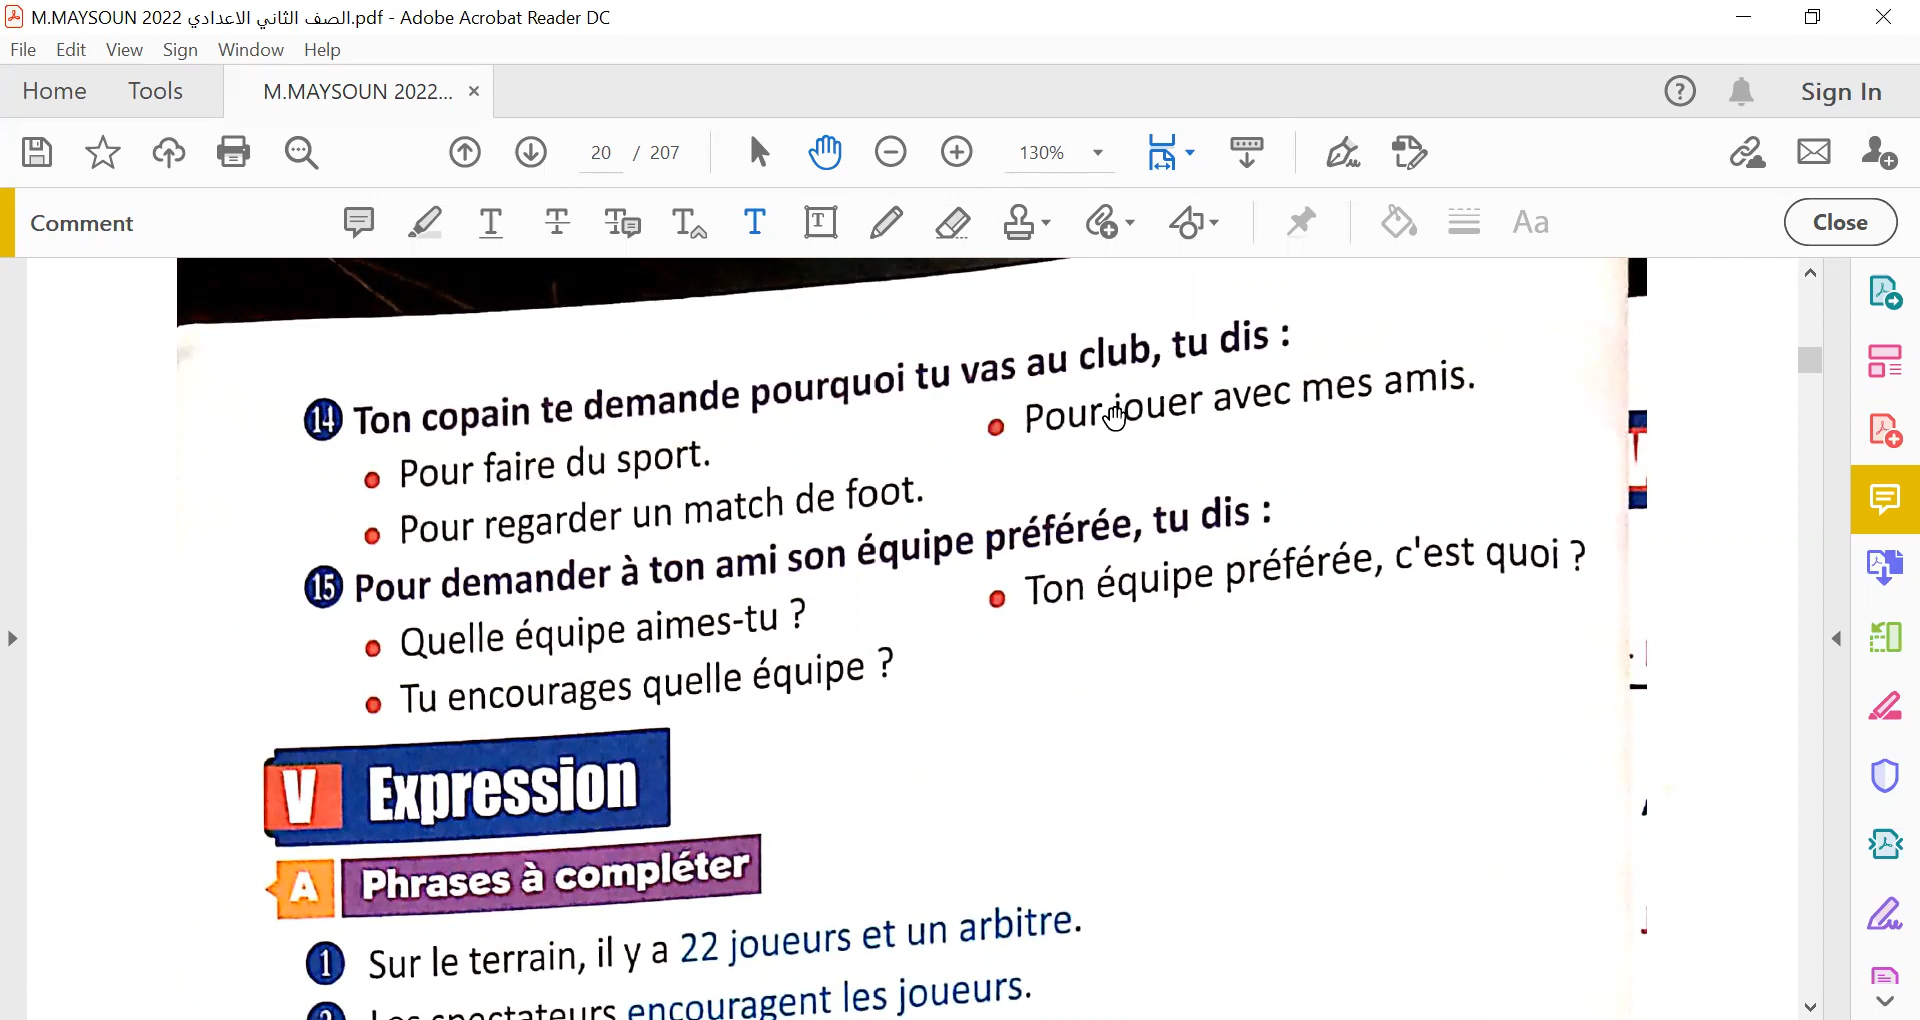 M.MAYSOUN 2022 الصف الثاني الاعدادي.pdf - Adobe Acrobat Reader DC
File Edit View Sign Window Help
Home Tools M.MAYSOUN 2022... × Sign In
20 / 207 130%
Comment Aa Close
14 Ton copain te demande pourquoi tu vas au club, tu dis :
• Pour faire du sport. • Pour jouer avec mes amis.
• Pour regarder un match de foot.
15 Pour demander à ton ami son équipe préférée, tu dis :
• Quelle équipe aimes-tu ? • Ton équipe préférée, c'est quoi ?
• Tu encourages quelle équipe ?
V Expression
A Phrases à compléter
1 Sur le terrain, il y a 22 joueurs et un arbitre.
2 Les spectateurs encouragent les joueurs.